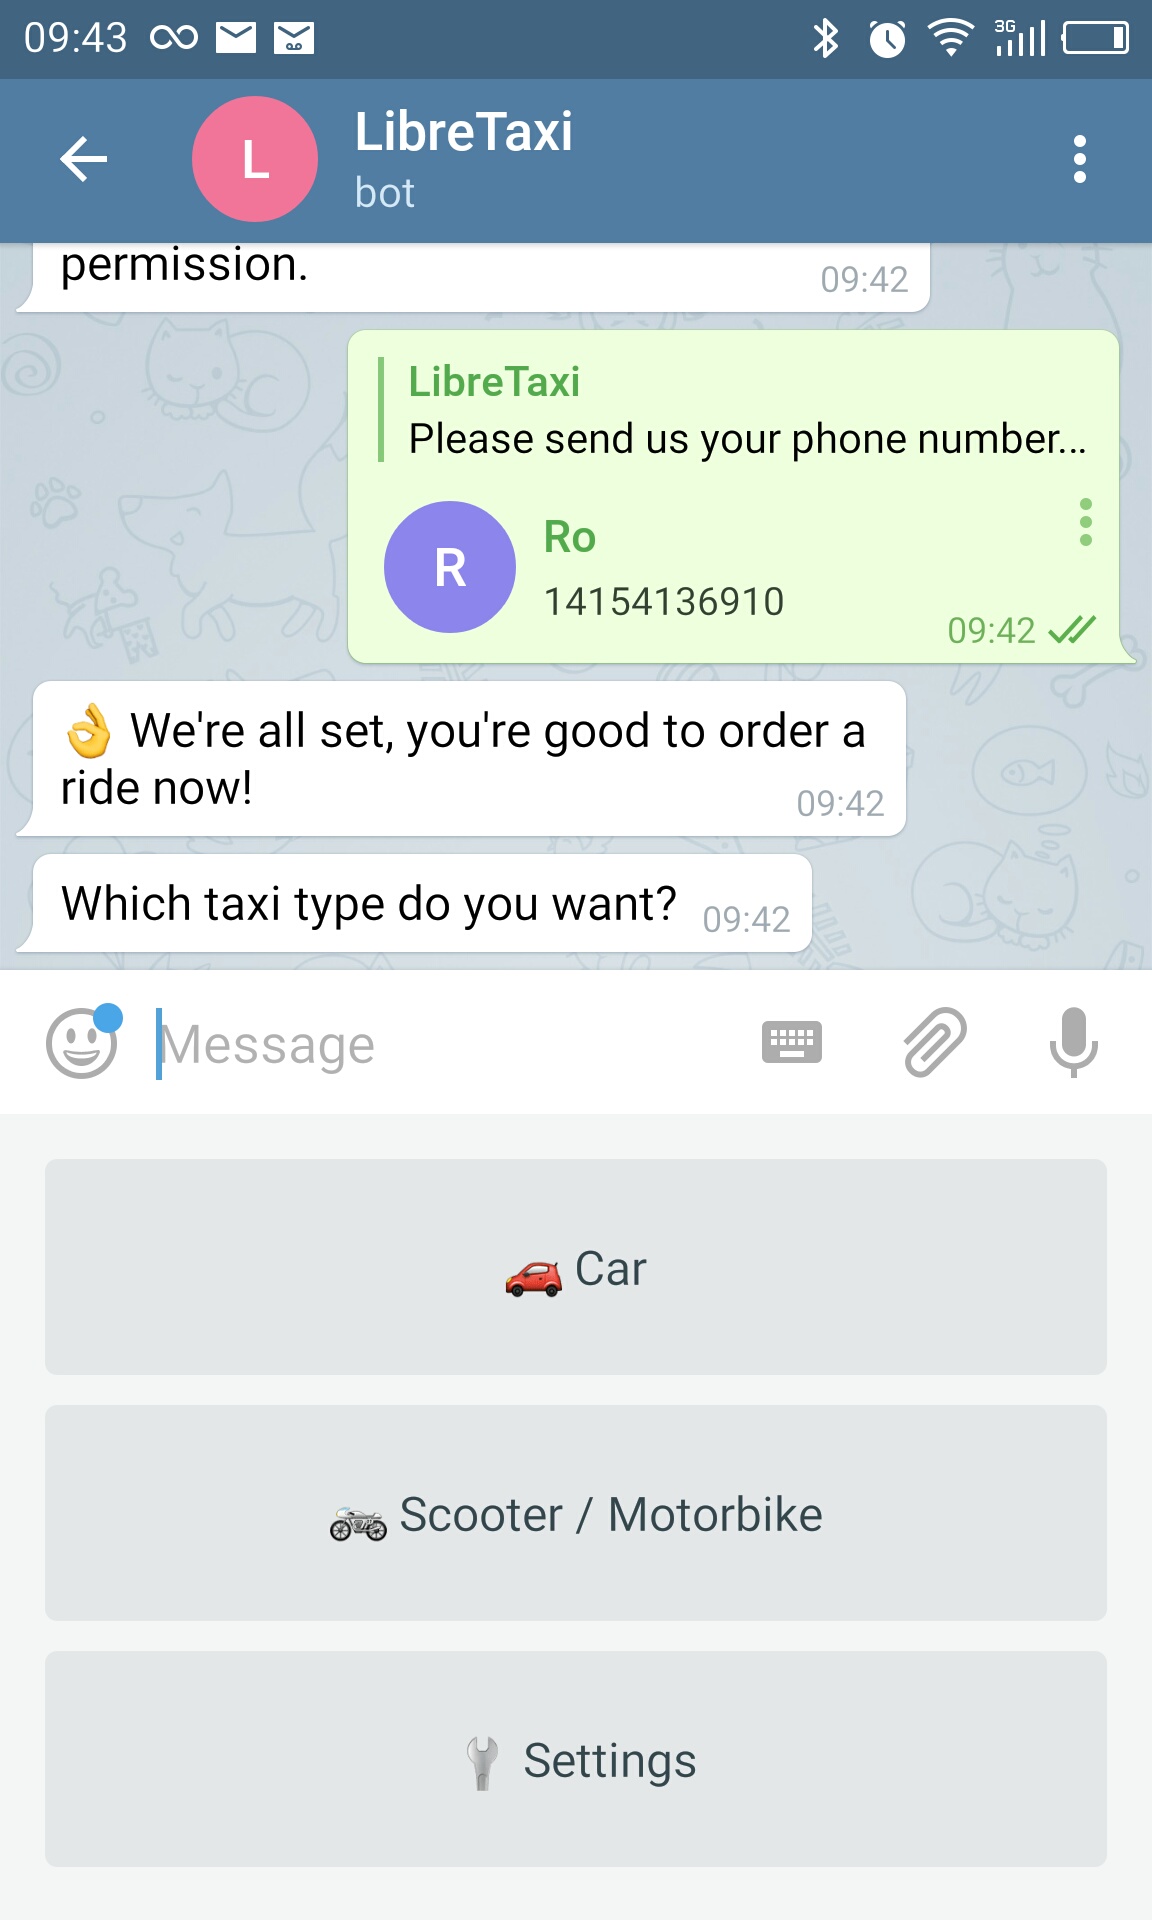 09:43
3G
L
LibreTaxi
bot
permission.
09:42
LibreTaxi
Please send us your phone number...
R
Ro
14154136910
09:42
👌 We're all set, you're good to order a
ride now!
09:42
Which taxi type do you want?
09:42
Message
🚗 Car
🏍 Scooter / Motorbike
🔧 Settings